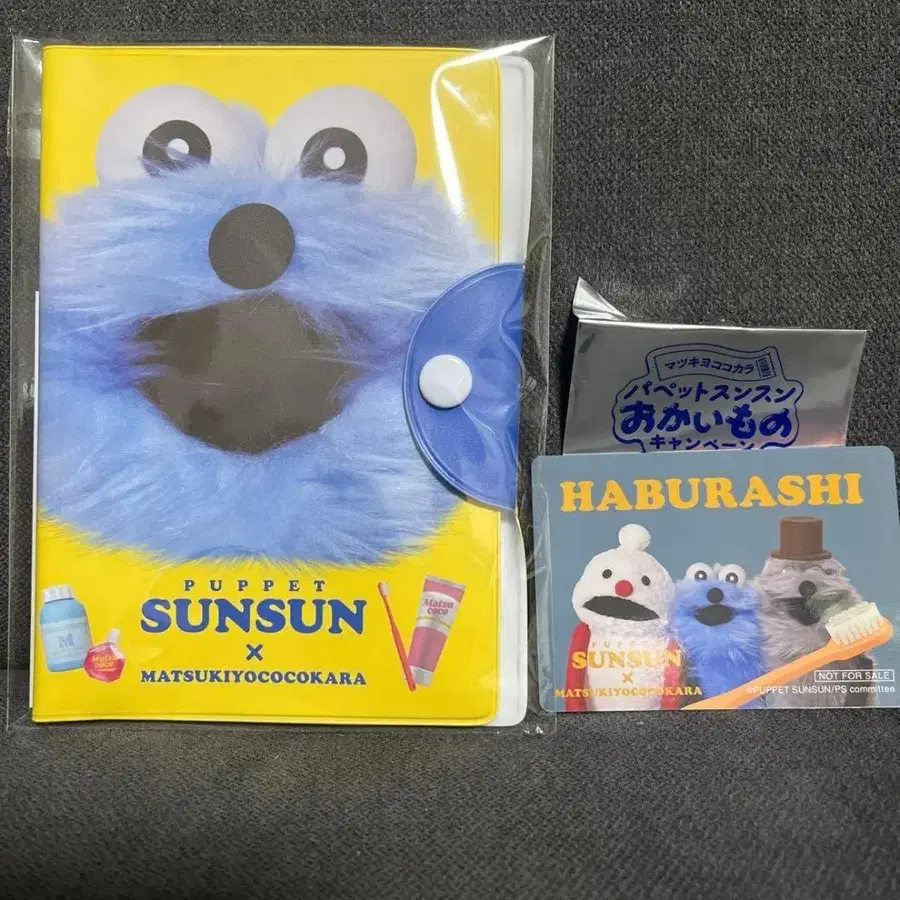 PUPPET
SUNSUN
×
MATSUKIYOCOCOKARA
M
Matsu
coco
Matsu
coco
マツキヨココカラ
パペットスンスン
おかいもの
キャンペーン
HABURASHI
PUPPET
SUNSUN
×
MATSUKIYOCOCOKARA
NOT FOR SALE
©PUPPET SUNSUN/PS committee